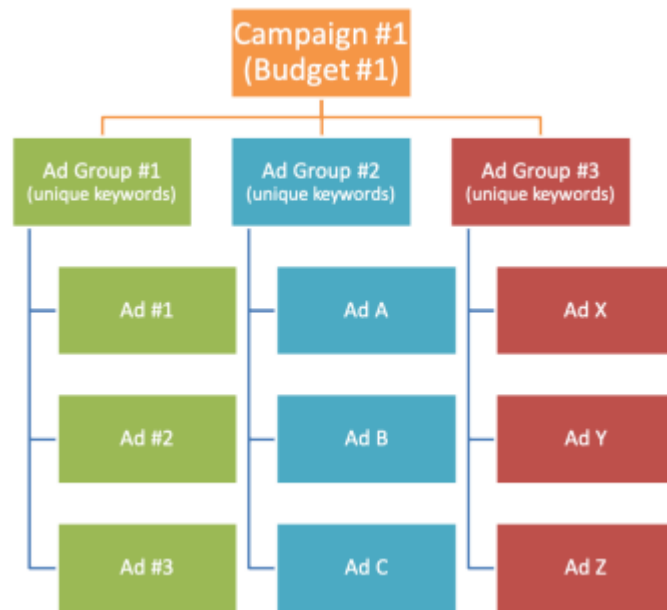 Campaign #1
(Budget #1)
Ad Group #1
(unique keywords)
Ad Group #2
(unique keywords)
Ad Group #3
(unique keywords)
Ad #1
Ad A
Ad X
Ad #2
Ad B
Ad Y
Ad #3
Ad C
Ad Z